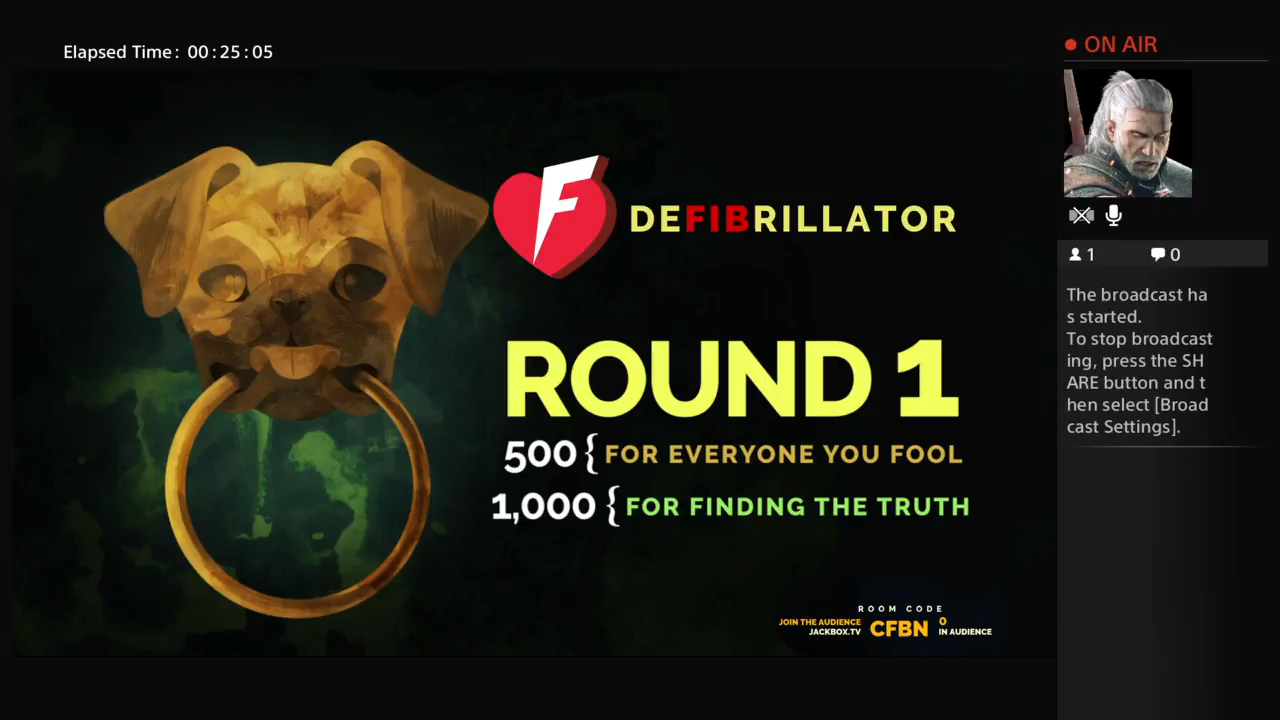 Elapsed Time: 00:25:05
ON AIR
F
DEFIBRILLATOR
ROUND 1
500 { FOR EVERYONE YOU FOOL
1,000 { FOR FINDING THE TRUTH
ROOM CODE
JOIN THE AUDIENCE
JACKBOX.TV
CFBN
0
IN AUDIENCE
1 0
The broadcast ha
s started.
To stop broadcast
ing, press the SH
ARE button and t
hen select [Broad
cast Settings].